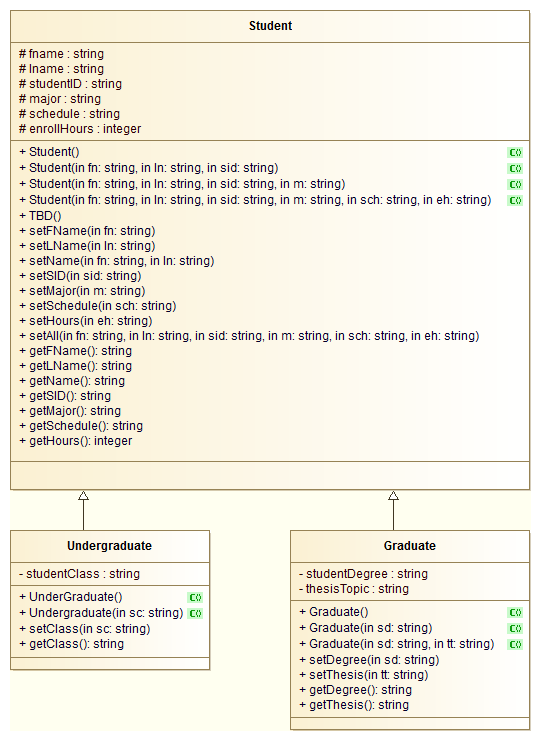 Student
# fname : string
# lname : string
# studentID : string
# major : string
# schedule : string
# enrollHours : integer
+ Student() C()
+ Student(in fn: string, in ln: string, in sid: string) C()
+ Student(in fn: string, in ln: string, in sid: string, in m: string) C()
+ Student(in fn: string, in ln: string, in sid: string, in m: string, in sch: string, in eh: string) C()
+ TBD()
+ setFName(in fn: string)
+ setLName(in ln: string)
+ setName(in fn: string, in ln: string)
+ setSID(in sid: string)
+ setMajor(in m: string)
+ setSchedule(in sch: string)
+ setHours(in eh: string)
+ setAll(in fn: string, in ln: string, in sid: string, in m: string, in sch: string, in eh: string)
+ getFName(): string
+ getLName(): string
+ getName(): string
+ getSID(): string
+ getMajor(): string
+ getSchedule(): string
+ getHours(): integer
Undergraduate
- studentClass : string
+ UnderGraduate() C()
+ Undergraduate(in sc: string) C()
+ setClass(in sc: string)
+ getClass(): string
Graduate
- studentDegree : string
- thesisTopic : string
+ Graduate() C()
+ Graduate(in sd: string) C()
+ Graduate(in sd: string, in tt: string) C()
+ setDegree(in sd: string)
+ setThesis(in tt: string)
+ getDegree(): string
+ getThesis(): string